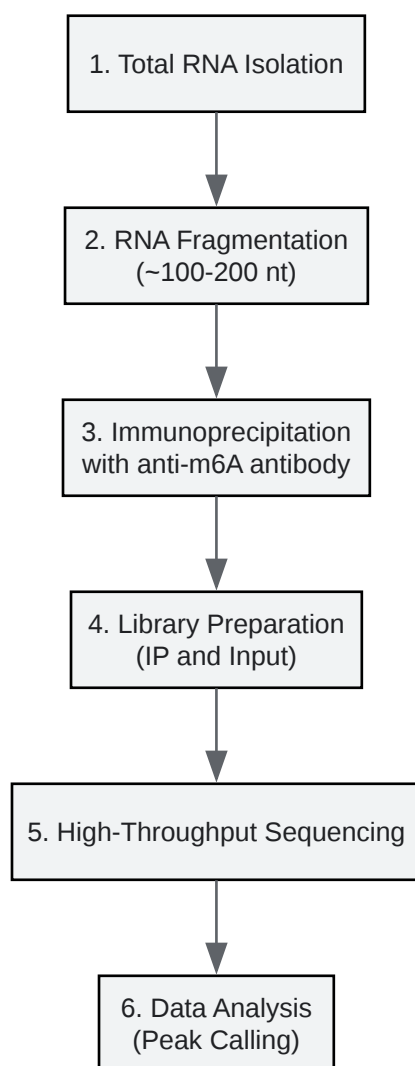 1. Total RNA Isolation
2. RNA Fragmentation
(~100-200 nt)
3. Immunoprecipitation
with anti-m6A antibody
4. Library Preparation
(IP and Input)
5. High-Throughput Sequencing
6. Data Analysis
(Peak Calling)